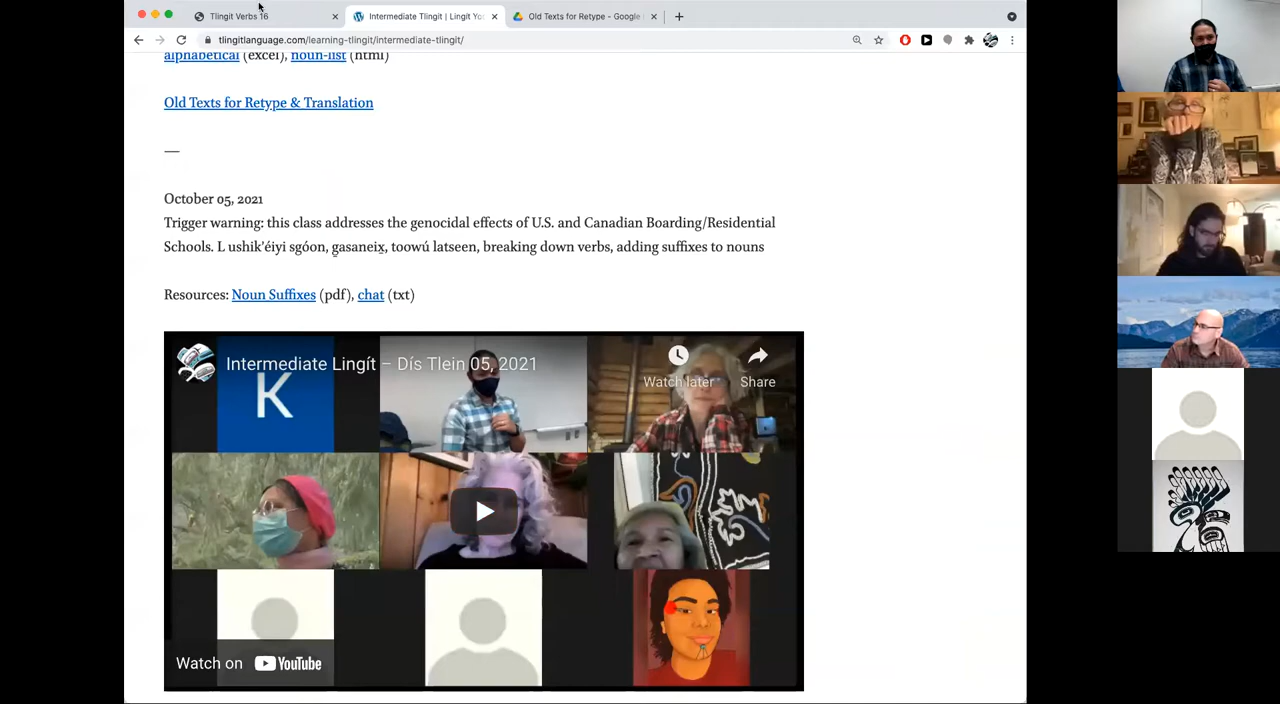 Tlingit Verbs 16
Intermediate Tlingit | Lingít Yo
Old Texts for Retype - Google
tlingitlanguage.com/learning-tlingit/intermediate-tlingit/
alphabetical (excel), noun-list (html)
Old Texts for Retype & Translation
—
October 05, 2021
Trigger warning: this class addresses the genocidal effects of U.S. and Canadian Boarding/Residential
Schools. L ushik’éiyi sgóon, g̱asaneix̱, toowú latseen, breaking down verbs, adding suffixes to nouns
Resources: Noun Suffixes (pdf), chat (txt)
Intermediate Lingít – Dís Tlein 05, 2021
Watch later
Share
K
Watch on YouTube